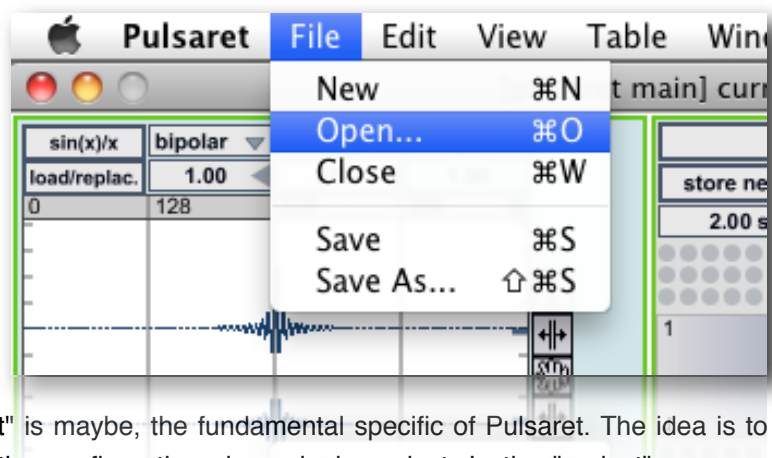 Pulsaret File Edit View Table
New ⌘N
main] curr
Open... ⌘O
Close ⌘W
Save ⌘S
Save As... ⇧⌘S
sin(x)/x bipolar
load/replac. 1.00
0 128
store ne
2.00 s
1
is maybe, the fundamental specific of Pulsaret. The idea is to